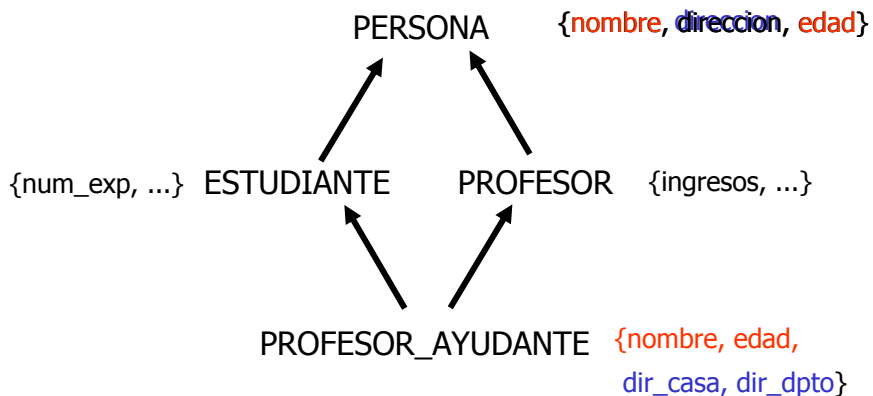 PERSONA {nombre, direccion, edad}
{num_exp, ...} ESTUDIANTE PROFESOR {ingresos, ...}
PROFESOR_AYUDANTE {nombre, edad,
dir_casa, dir_dpto}